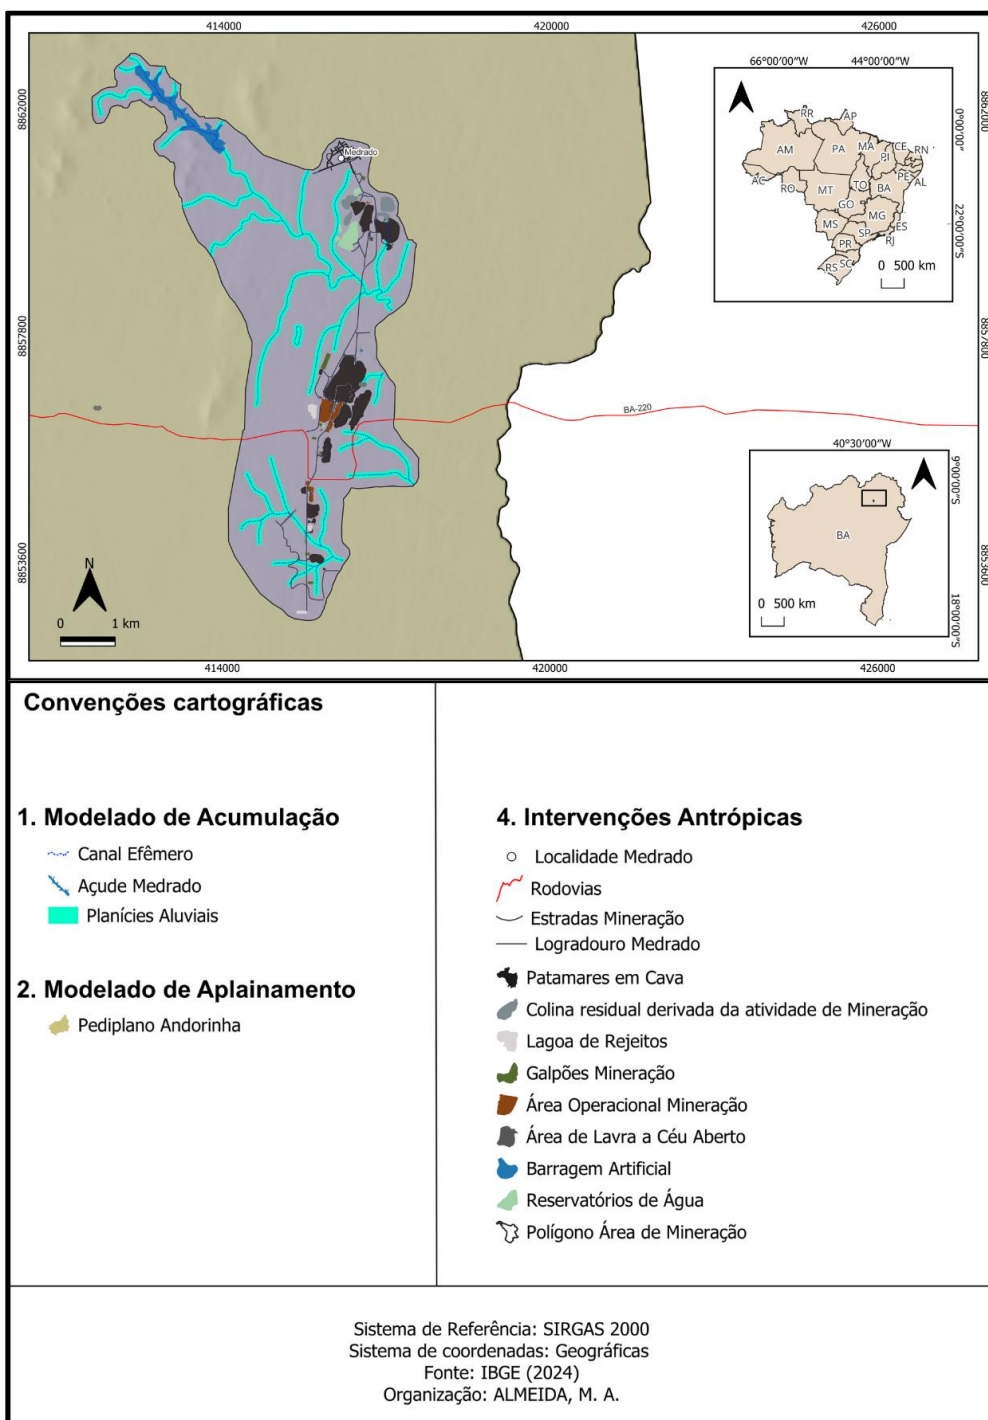 414000
420000
426000
8862000
8857800
8853600
Medrado
BA-220
N
0 1 km
66°00'00"W 44°00'00"W
0°00'00"
22°00'00"S
RR
AP
AM
PA
MA
CE
RN
PI
PE
AL
AC
RO
TO
MT
BA
GO
MG
MS
ES
SP
RJ
PR
SC
RS
0 500 km
8862000
8857800
8853600
40°30'00"W
9°00'00"S
18°00'00"S
BA
0 500 km
414000
420000
426000
Convenções cartográficas
1. Modelado de Acumulação
Canal Efêmero
Açude Medrado
Planícies Aluviais
2. Modelado de Aplainamento
Pediplano Andorinha
4. Intervenções Antrópicas
Localidade Medrado
Rodovias
Estradas Mineração
Logradouro Medrado
Patamares em Cava
Colina residual derivada da atividade de Mineração
Lagoa de Rejeitos
Galpões Mineração
Área Operacional Mineração
Área de Lavra a Céu Aberto
Barragem Artificial
Reservatórios de Água
Polígono Área de Mineração
Sistema de Referência: SIRGAS 2000
Sistema de coordenadas: Geográficas
Fonte: IBGE (2024)
Organização: ALMEIDA, M. A.